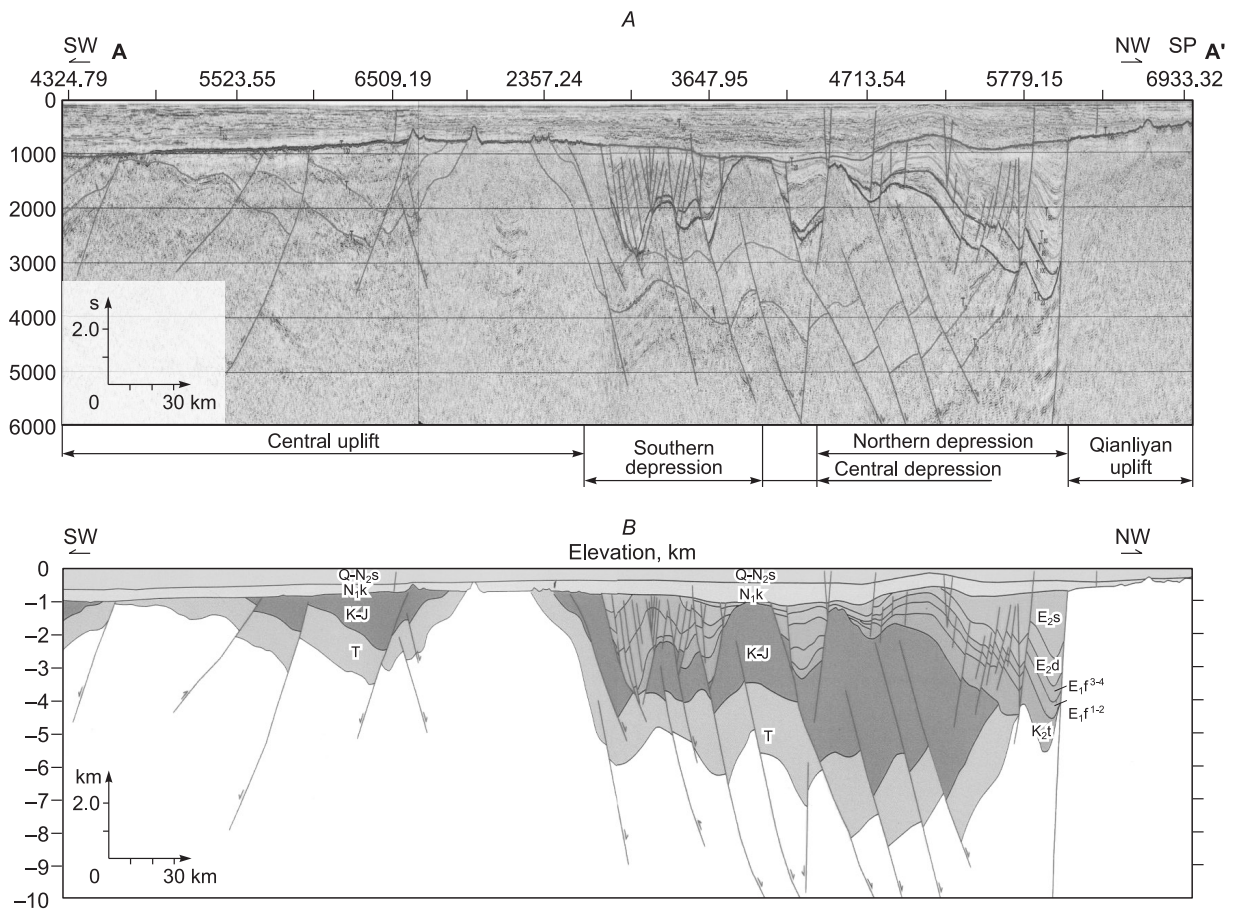 A
SW A NW SP A'
4324.79 5523.55 6509.19 2357.24 3647.95 4713.54 5779.15 6933.32
0
1000
2000
3000
4000
5000
6000
s
2.0
0 30 km
Central uplift
Southern depression
Northern depression
Central depression
Qianliyan uplift
B
SW NW
Elevation, km
0
–1
–2
–3
–4
–5
–6
–7
–8
–9
–10
Q-N₂s Q-N₂s
N₁k N₁k
K-J K-J
T T
E₂s
E₂d
E₁f³⁻⁴
E₁f¹⁻²
K₂t
km
2.0
0 30 km